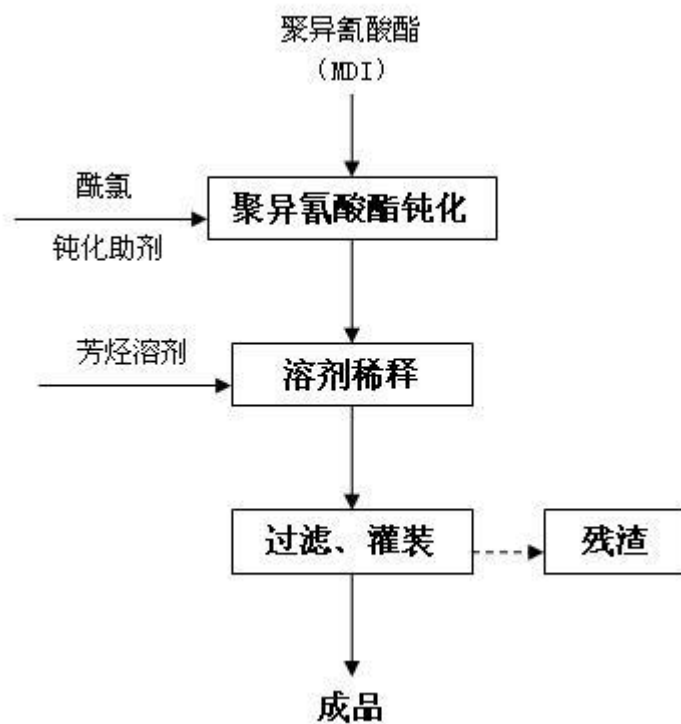 聚异氰酸酯
（MDI）
酰氯
钝化助剂
聚异氰酸酯钝化
芳烃溶剂
溶剂稀释
过滤、灌装
残渣
成品